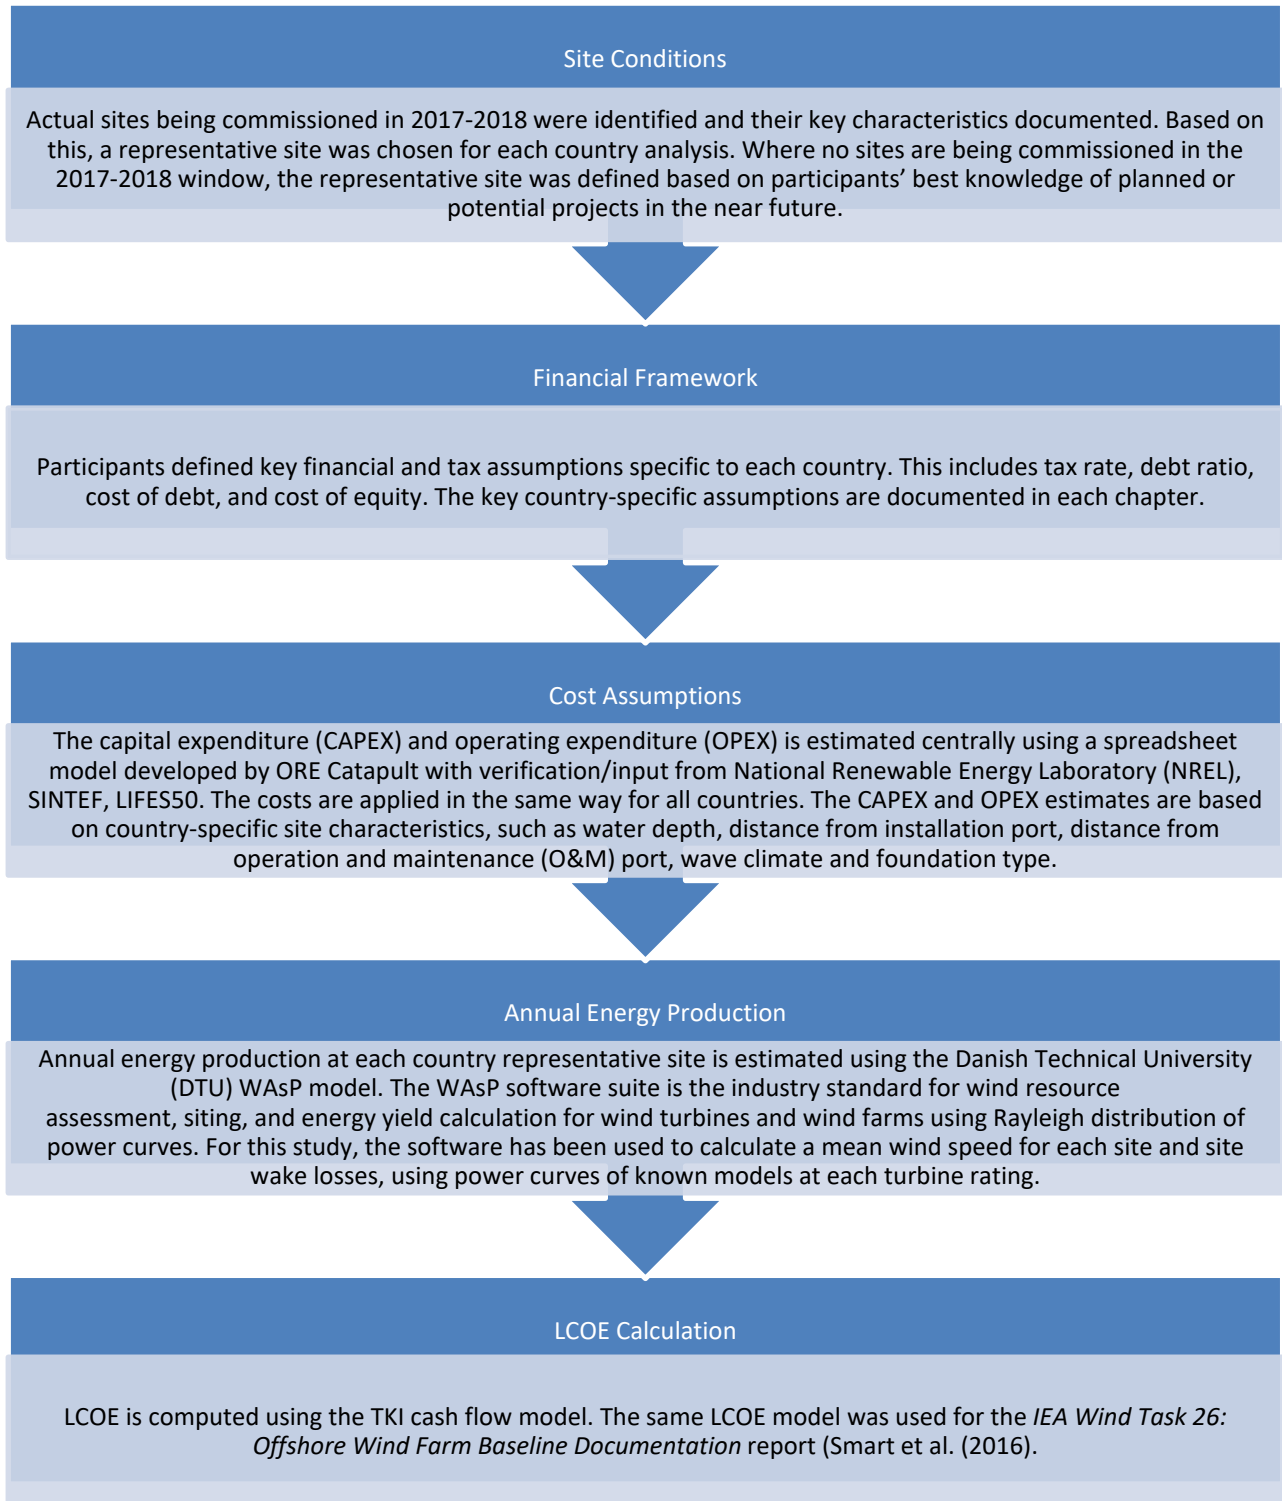 Site Conditions
Actual sites being commissioned in 2017-2018 were identified and their key characteristics documented. Based on
this, a representative site was chosen for each country analysis. Where no sites are being commissioned in the
2017-2018 window, the representative site was defined based on participants’ best knowledge of planned or
potential projects in the near future.
Financial Framework
Participants defined key financial and tax assumptions specific to each country. This includes tax rate, debt ratio,
cost of debt, and cost of equity. The key country-specific assumptions are documented in each chapter.
Cost Assumptions
The capital expenditure (CAPEX) and operating expenditure (OPEX) is estimated centrally using a spreadsheet
model developed by ORE Catapult with verification/input from National Renewable Energy Laboratory (NREL),
SINTEF, LIFES50. The costs are applied in the same way for all countries. The CAPEX and OPEX estimates are based
on country-specific site characteristics, such as water depth, distance from installation port, distance from
operation and maintenance (O&M) port, wave climate and foundation type.
Annual Energy Production
Annual energy production at each country representative site is estimated using the Danish Technical University
(DTU) WAsP model. The WAsP software suite is the industry standard for wind resource
assessment, siting, and energy yield calculation for wind turbines and wind farms using Rayleigh distribution of
power curves. For this study, the software has been used to calculate a mean wind speed for each site and site
wake losses, using power curves of known models at each turbine rating.
LCOE Calculation
LCOE is computed using the TKI cash flow model. The same LCOE model was used for the IEA Wind Task 26:
Offshore Wind Farm Baseline Documentation report (Smart et al. (2016).